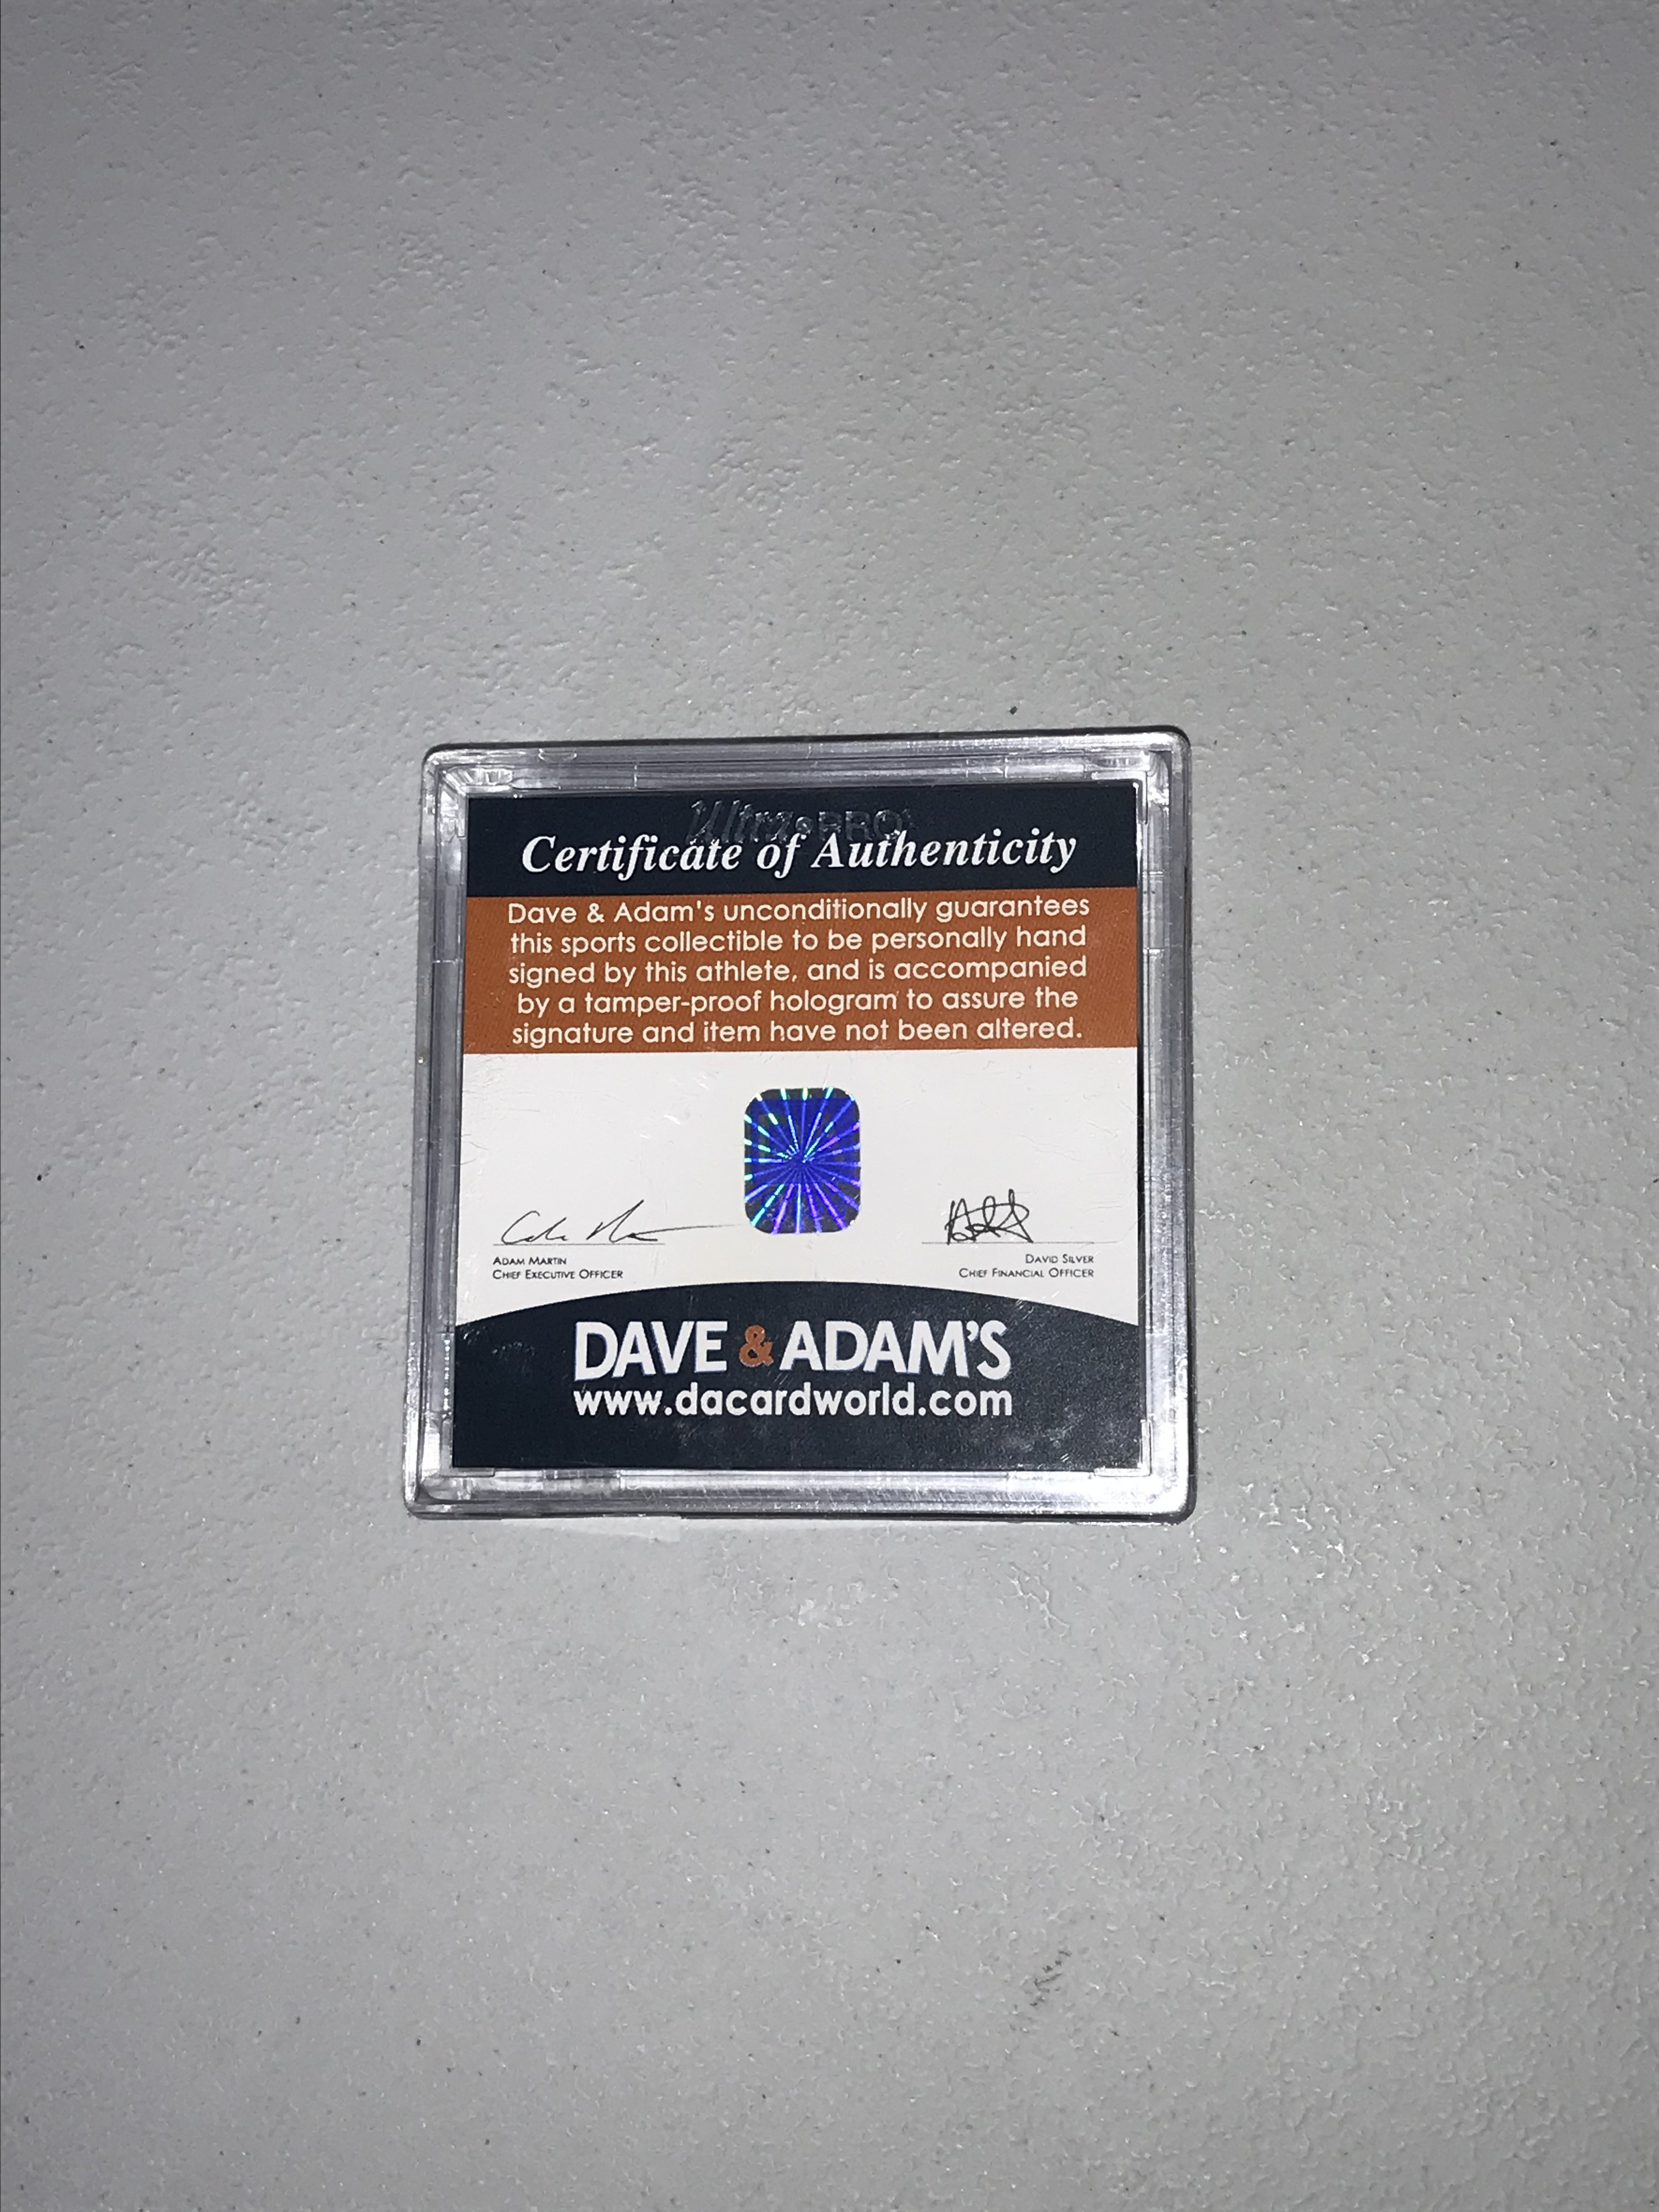 Ultra•PRO
Certificate of Authenticity
Dave & Adam's unconditionally guarantees
this sports collectible to be personally hand
signed by this athlete, and is accompanied
by a tamper-proof hologram to assure the
signature and item have not been altered.
ADAM MARTIN
CHIEF EXECUTIVE OFFICER
DAVID SILVER
CHIEF FINANCIAL OFFICER
DAVE & ADAM'S
www.dacardworld.com